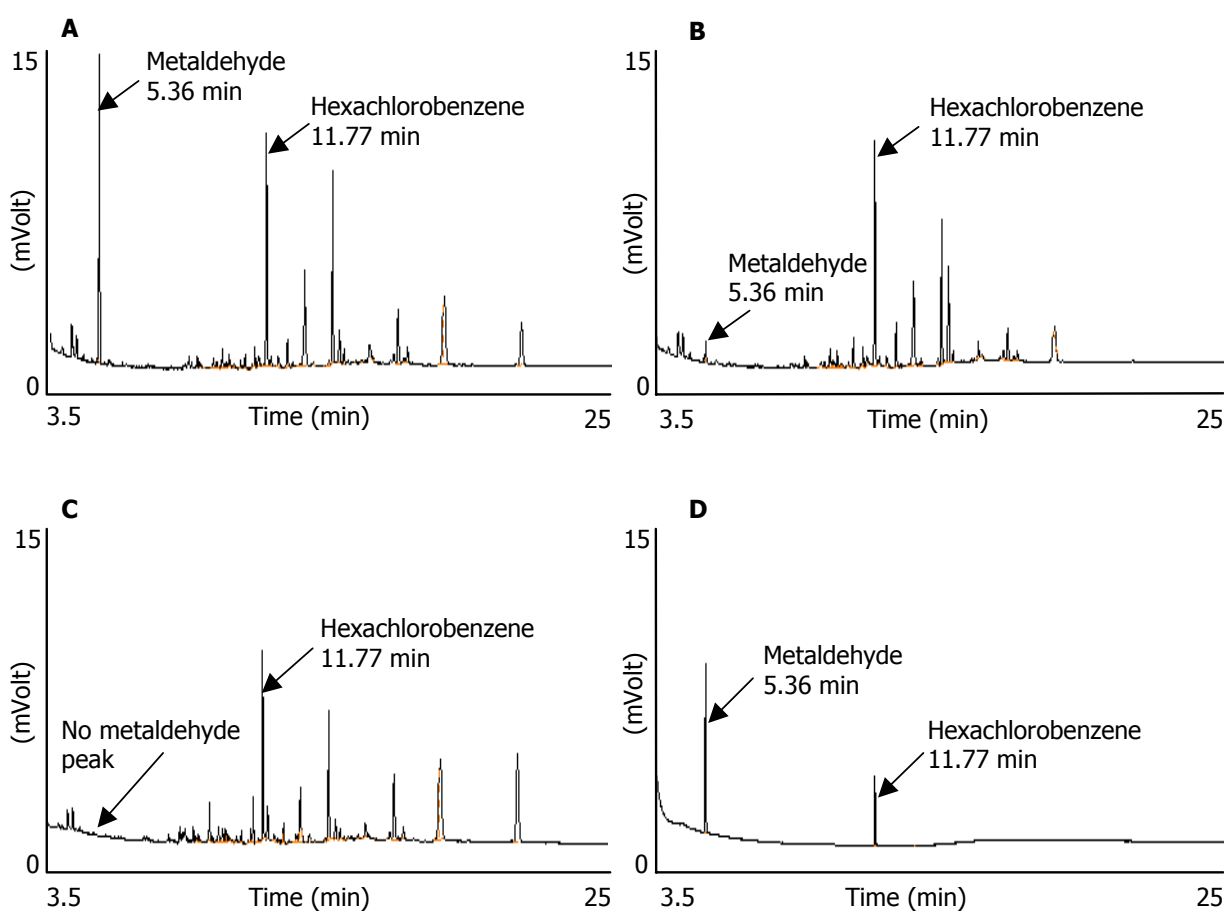 A
15
Metaldehyde
5.36 min
Hexachlorobenzene
11.77 min
(mVolt)
0
3.5
Time (min)
25
B
15
Hexachlorobenzene
11.77 min
Metaldehyde
5.36 min
(mVolt)
0
3.5
Time (min)
25
C
15
Hexachlorobenzene
11.77 min
No metaldehyde
peak
(mVolt)
0
3.5
Time (min)
25
D
15
Metaldehyde
5.36 min
Hexachlorobenzene
11.77 min
(mVolt)
0
3.5
Time (min)
25